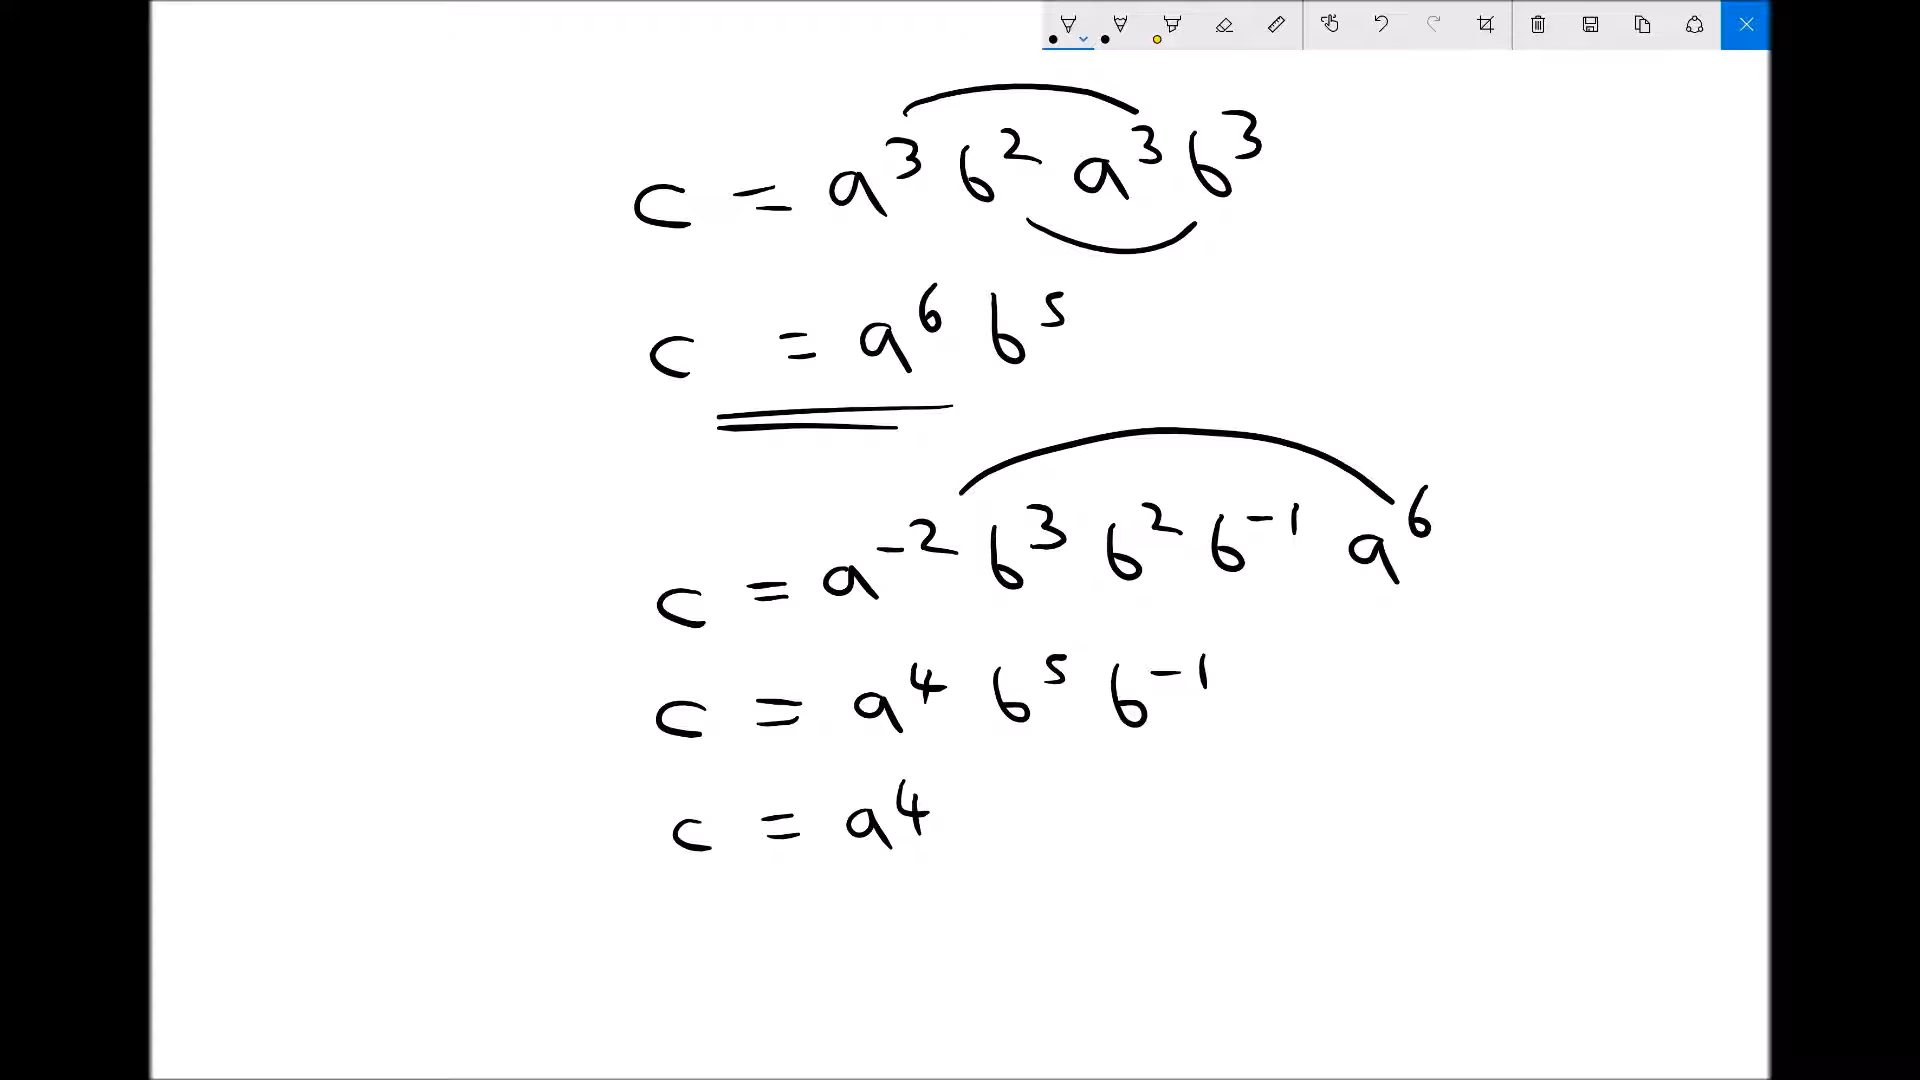 c = a³ b² a³ b³
c = a⁶ b⁵
c = a⁻² b³ b² b⁻¹ a⁶
c = a⁴ b⁵ b⁻¹
c = a⁴